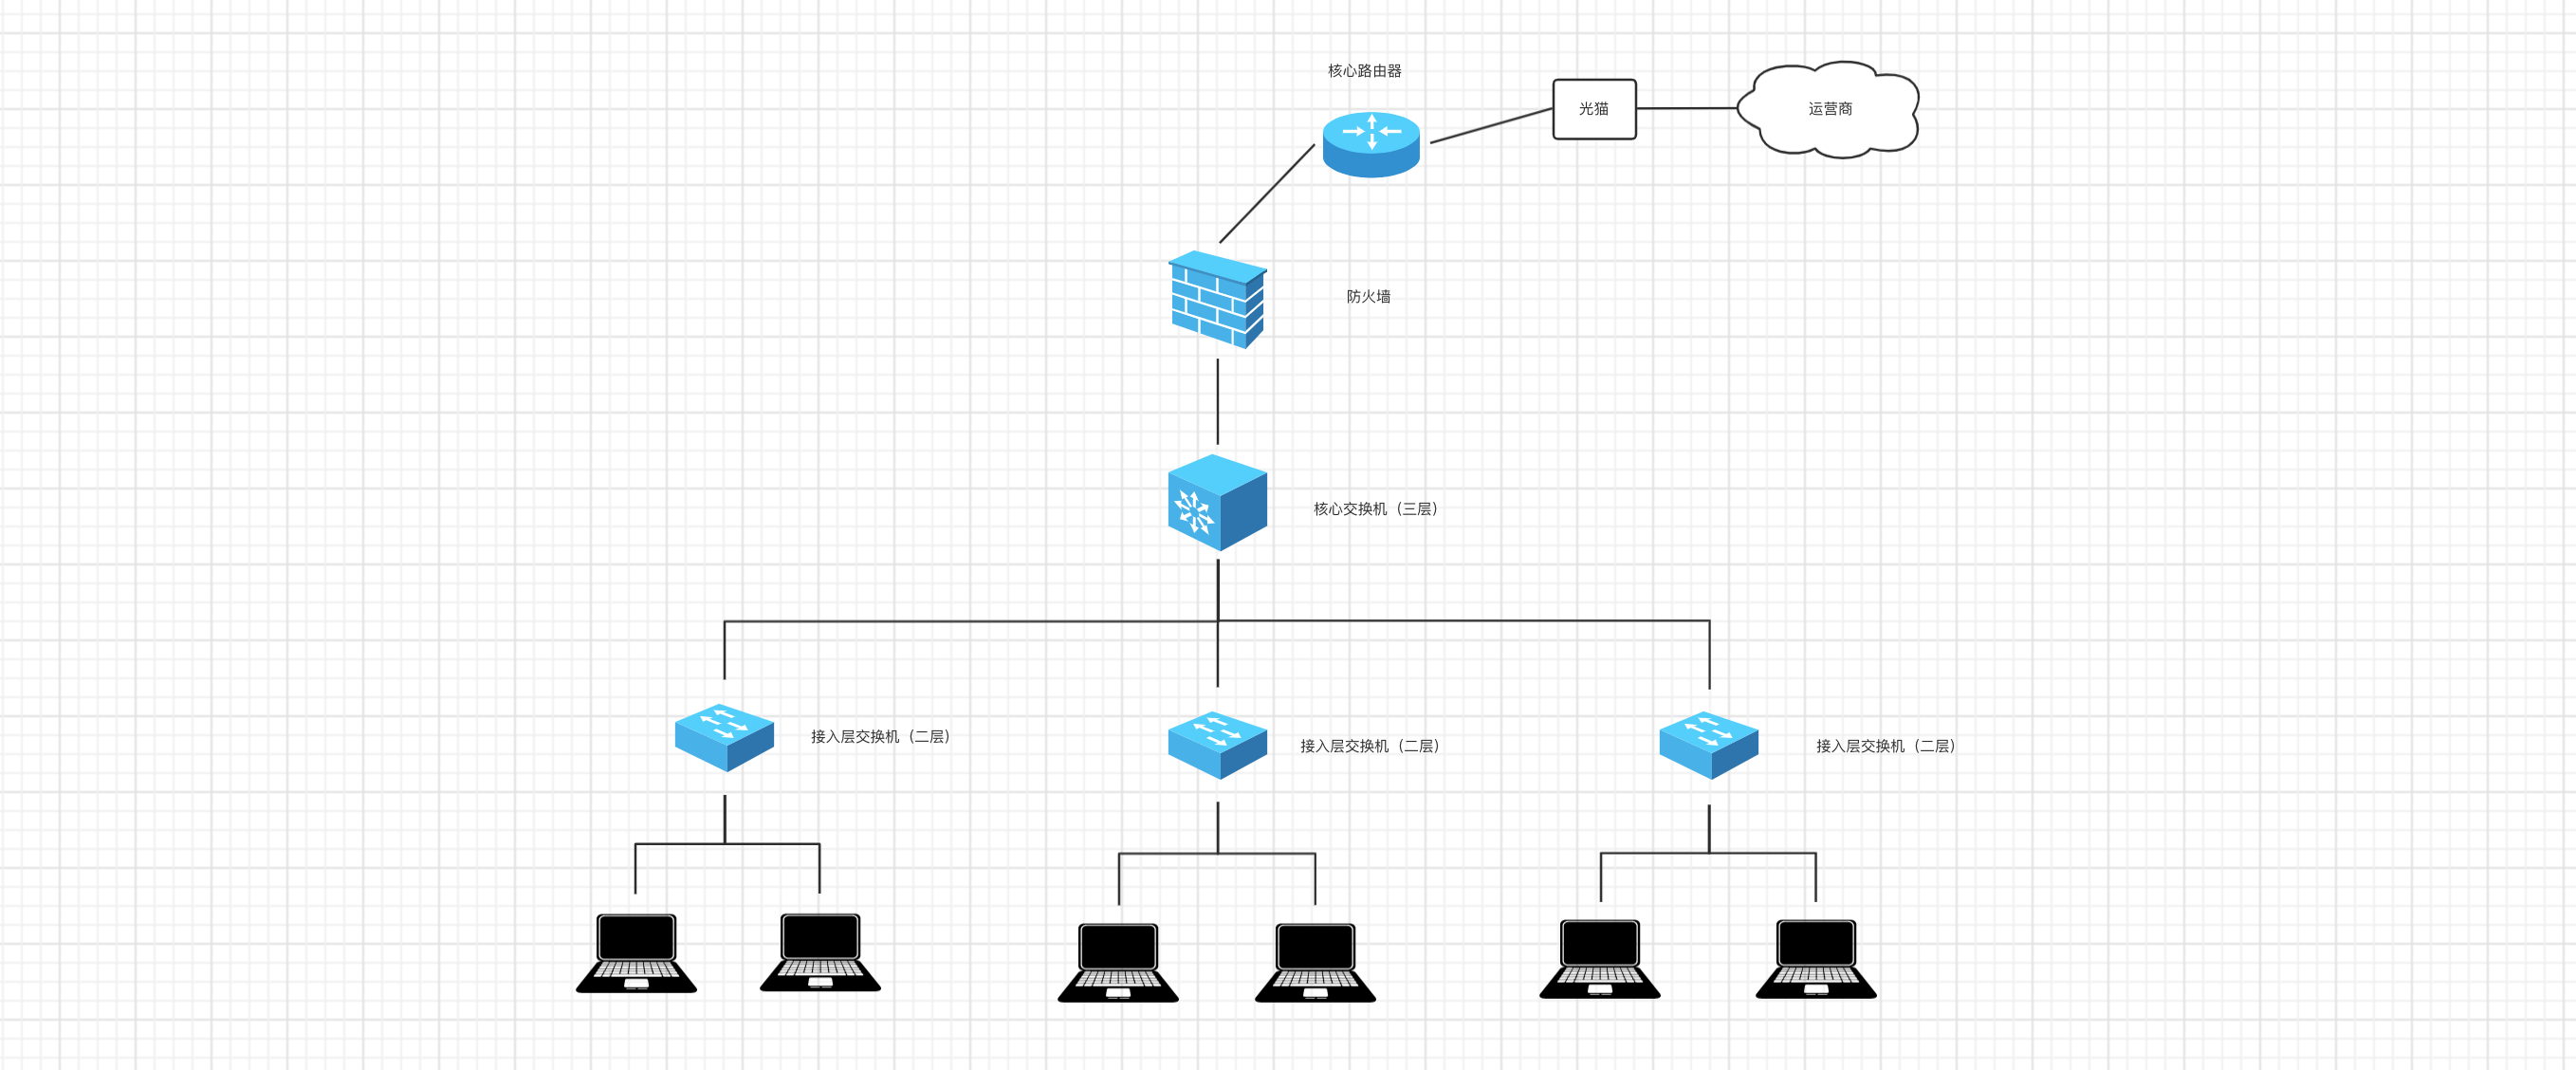 核心路由器
光猫
运营商
防火墙
核心交换机（三层）
接入层交换机（二层）
接入层交换机（二层）
接入层交换机（二层）